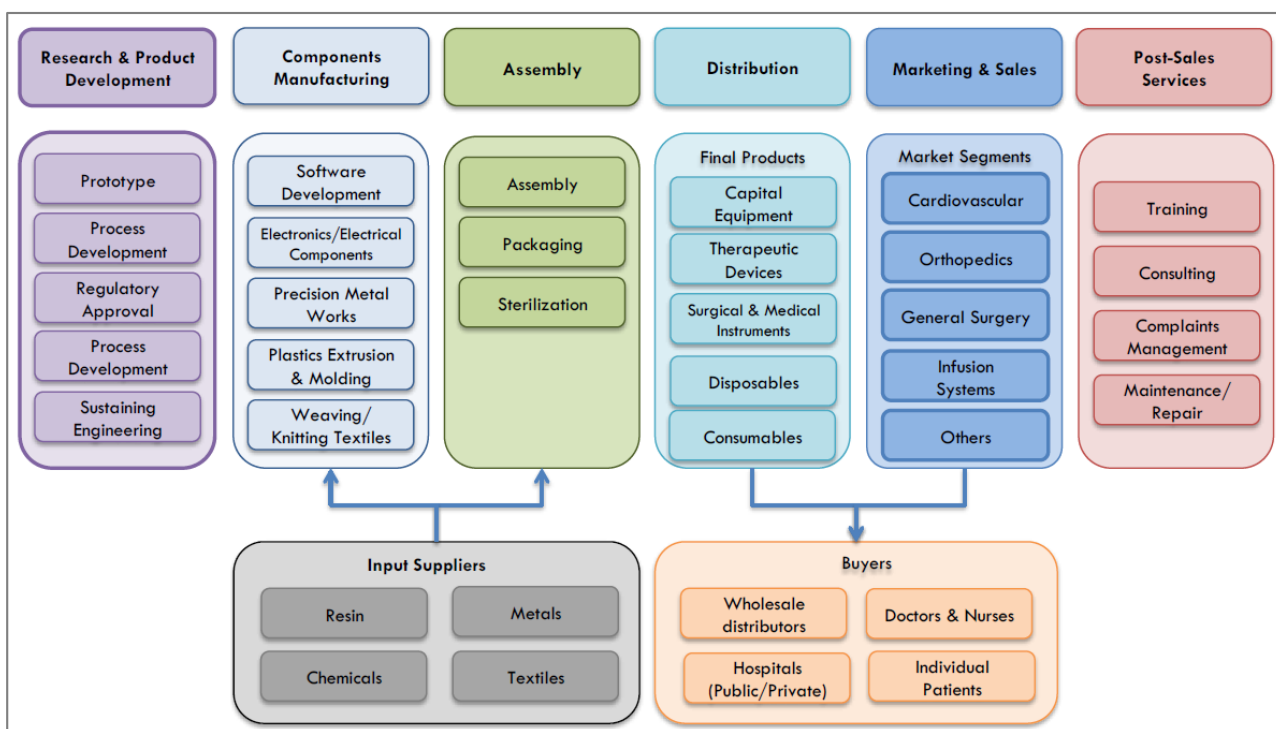 Research & Product
Development
Components
Manufacturing
Assembly
Distribution
Marketing & Sales
Post-Sales
Services
Prototype
Process
Development
Regulatory
Approval
Process
Development
Sustaining
Engineering
Software
Development
Electronics/Electrical
Components
Precision Metal
Works
Plastics Extrusion
& Molding
Weaving/
Knitting Textiles
Assembly
Packaging
Sterilization
Final Products
Capital
Equipment
Therapeutic
Devices
Surgical & Medical
Instruments
Disposables
Consumables
Market Segments
Cardiovascular
Orthopedics
General Surgery
Infusion
Systems
Others
Training
Consulting
Complaints
Management
Maintenance/
Repair
Input Suppliers
Resin
Metals
Chemicals
Textiles
Buyers
Wholesale
distributors
Doctors & Nurses
Hospitals
(Public/Private)
Individual
Patients